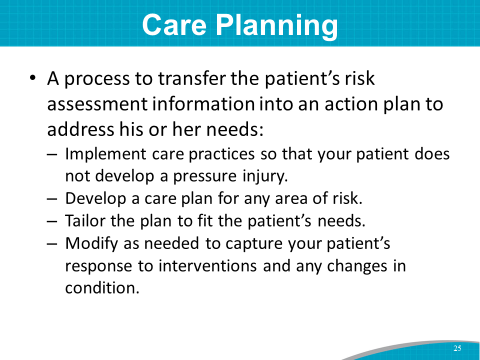 Care Planning
• A process to transfer the patient’s risk
assessment information into an action plan to
address his or her needs:
– Implement care practices so that your patient does
not develop a pressure injury.
– Develop a care plan for any area of risk.
– Tailor the plan to fit the patient’s needs.
– Modify as needed to capture your patient’s
response to interventions and any changes in
condition.
25